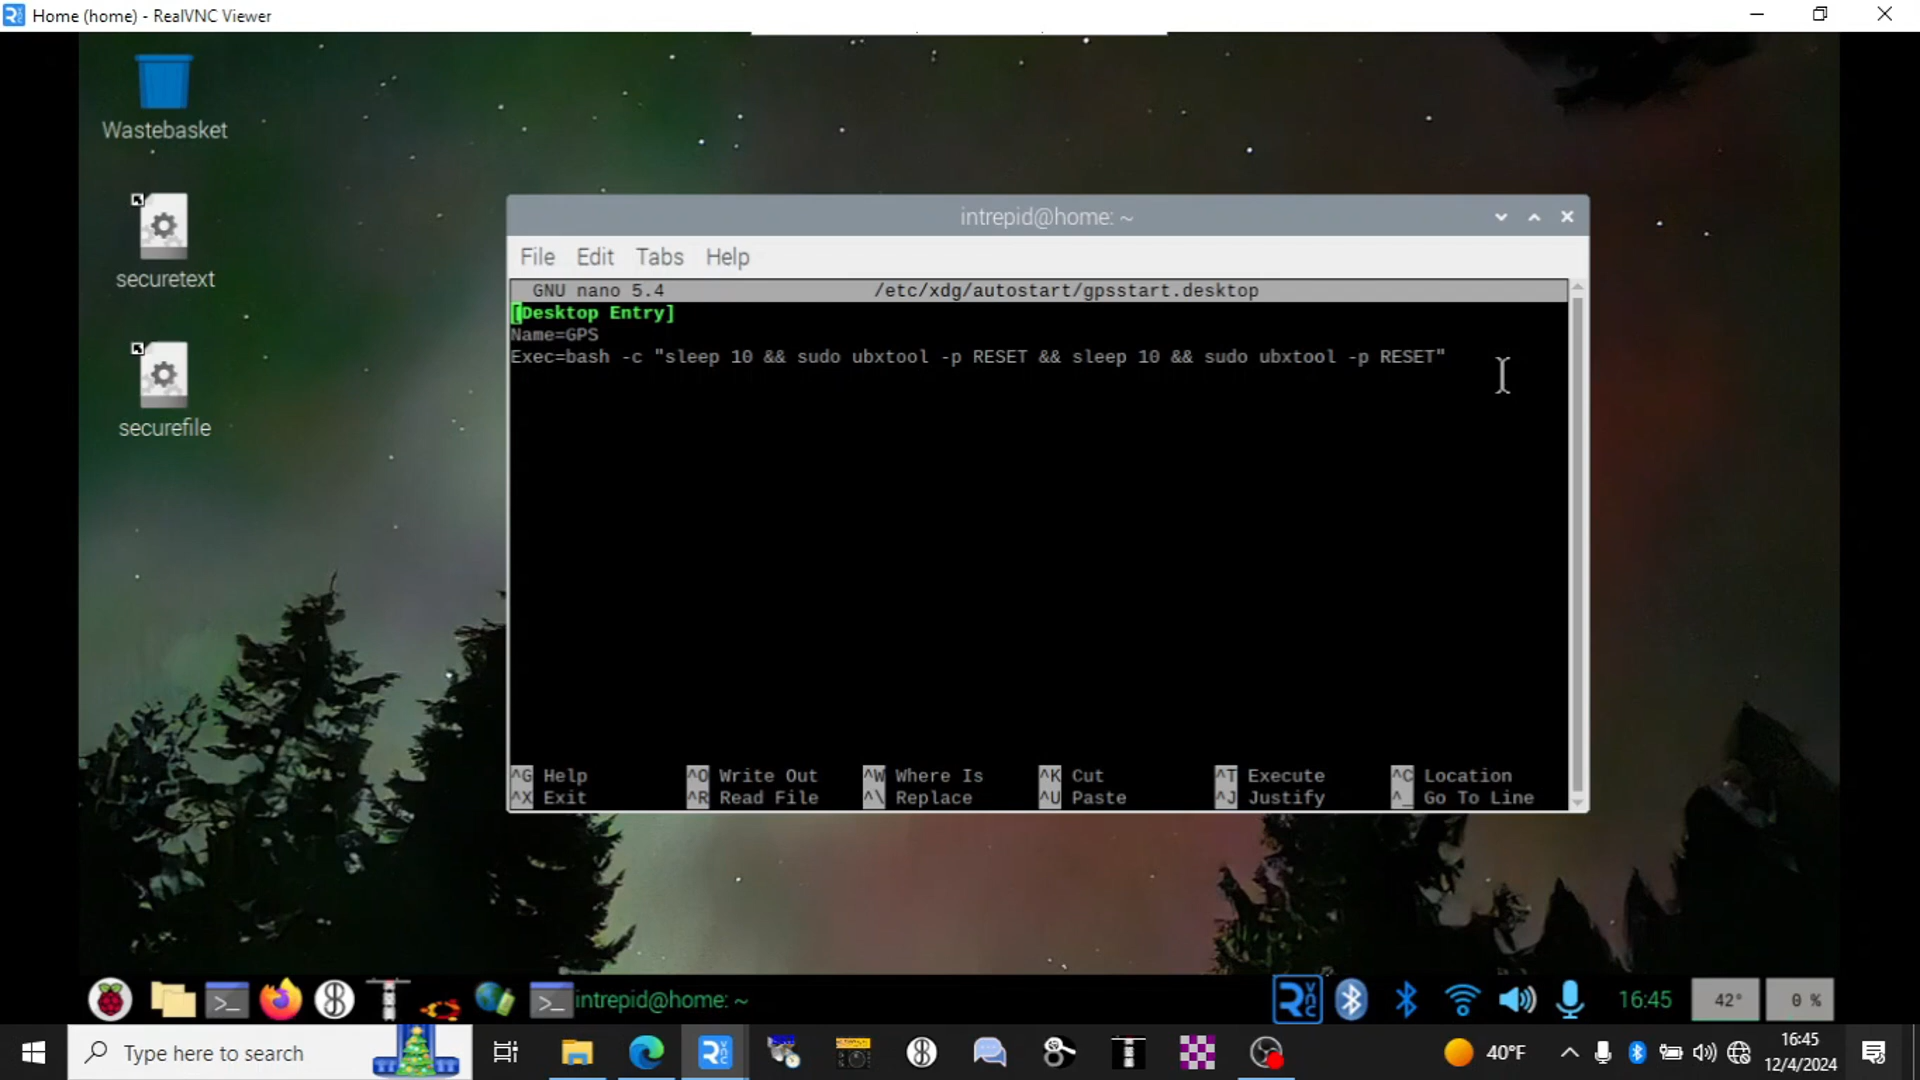 Home (home) - RealVNC Viewer
Wastebasket
securetext
securefile
intrepid@home: ~
File Edit Tabs Help
GNU nano 5.4 /etc/xdg/autostart/gpsstart.desktop
[Desktop Entry]
Name=GPS
Exec=bash -c "sleep 10 && sudo ubxtool -p RESET && sleep 10 && sudo ubxtool -p RESET"
^G Help ^O Write Out ^W Where Is ^K Cut ^T Execute ^C Location
^X Exit ^R Read File ^\ Replace ^U Paste ^J Justify ^_ Go To Line
intrepid@home: ~ 16:45 42° 0 %
Type here to search 40°F 16:45
12/4/2024